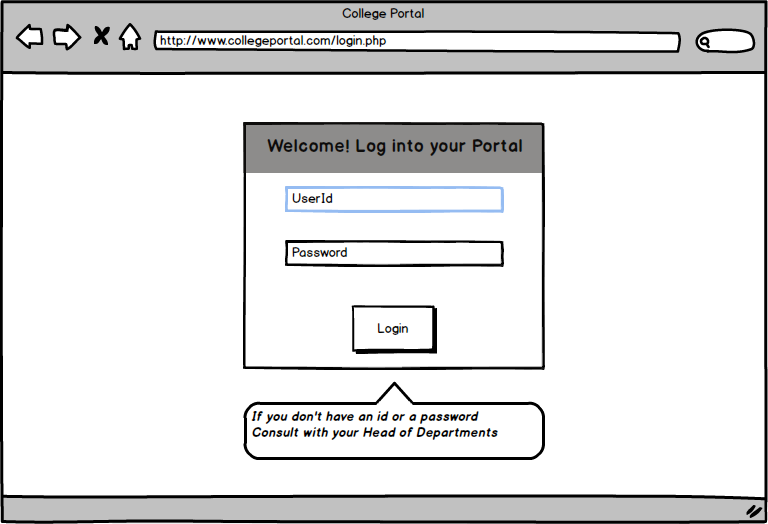 College Portal
http://www.collegeportal.com/login.php
Welcome! Log into your Portal
UserId
Password
Login
If you don't have an id or a password
Consult with your Head of Departments